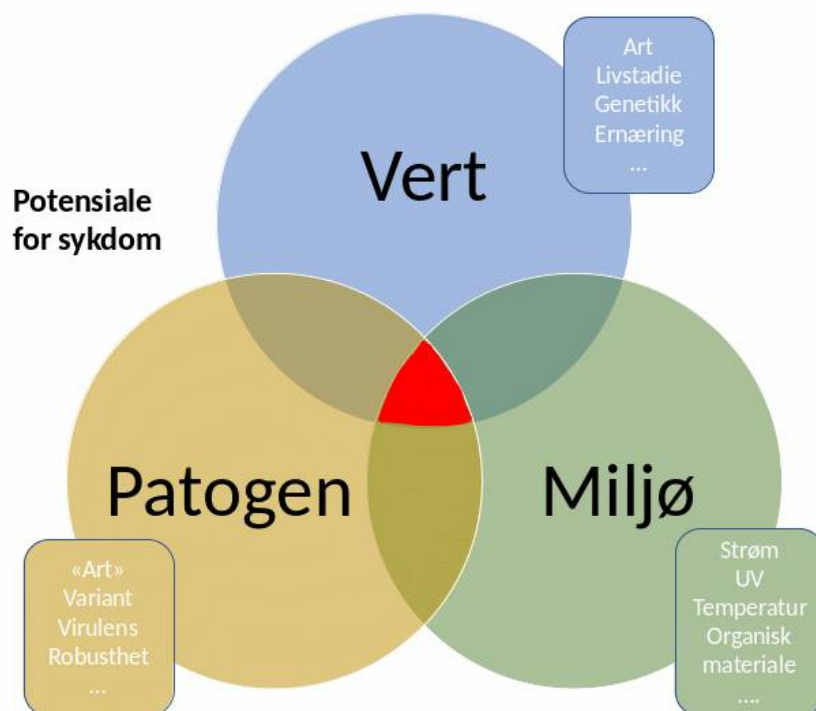 Art
Livstadie
Genetikk
Ernæring
...
Vert
Potensiale
for sykdom
Patogen
Miljø
«Art»
Variant
Virulens
Robusthet
...
Strøm
UV
Temperatur
Organisk
materiale
....